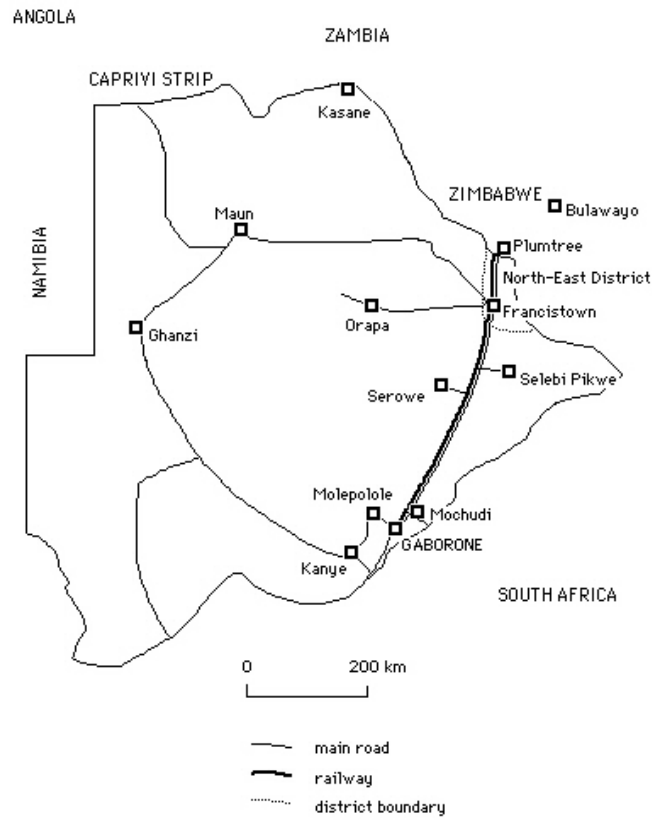 ANGOLA
ZAMBIA
CAPRIVI STRIP
Kasane
ZIMBABWE
Bulawayo
Maun
Plumtree
NAMIBIA
North-East District
Orapa
Francistown
Ghanzi
Selebi Pikwe
Serowe
Molepolole
Mochudi
GABORONE
Kanye
SOUTH AFRICA
0 200 km
main road
railway
district boundary